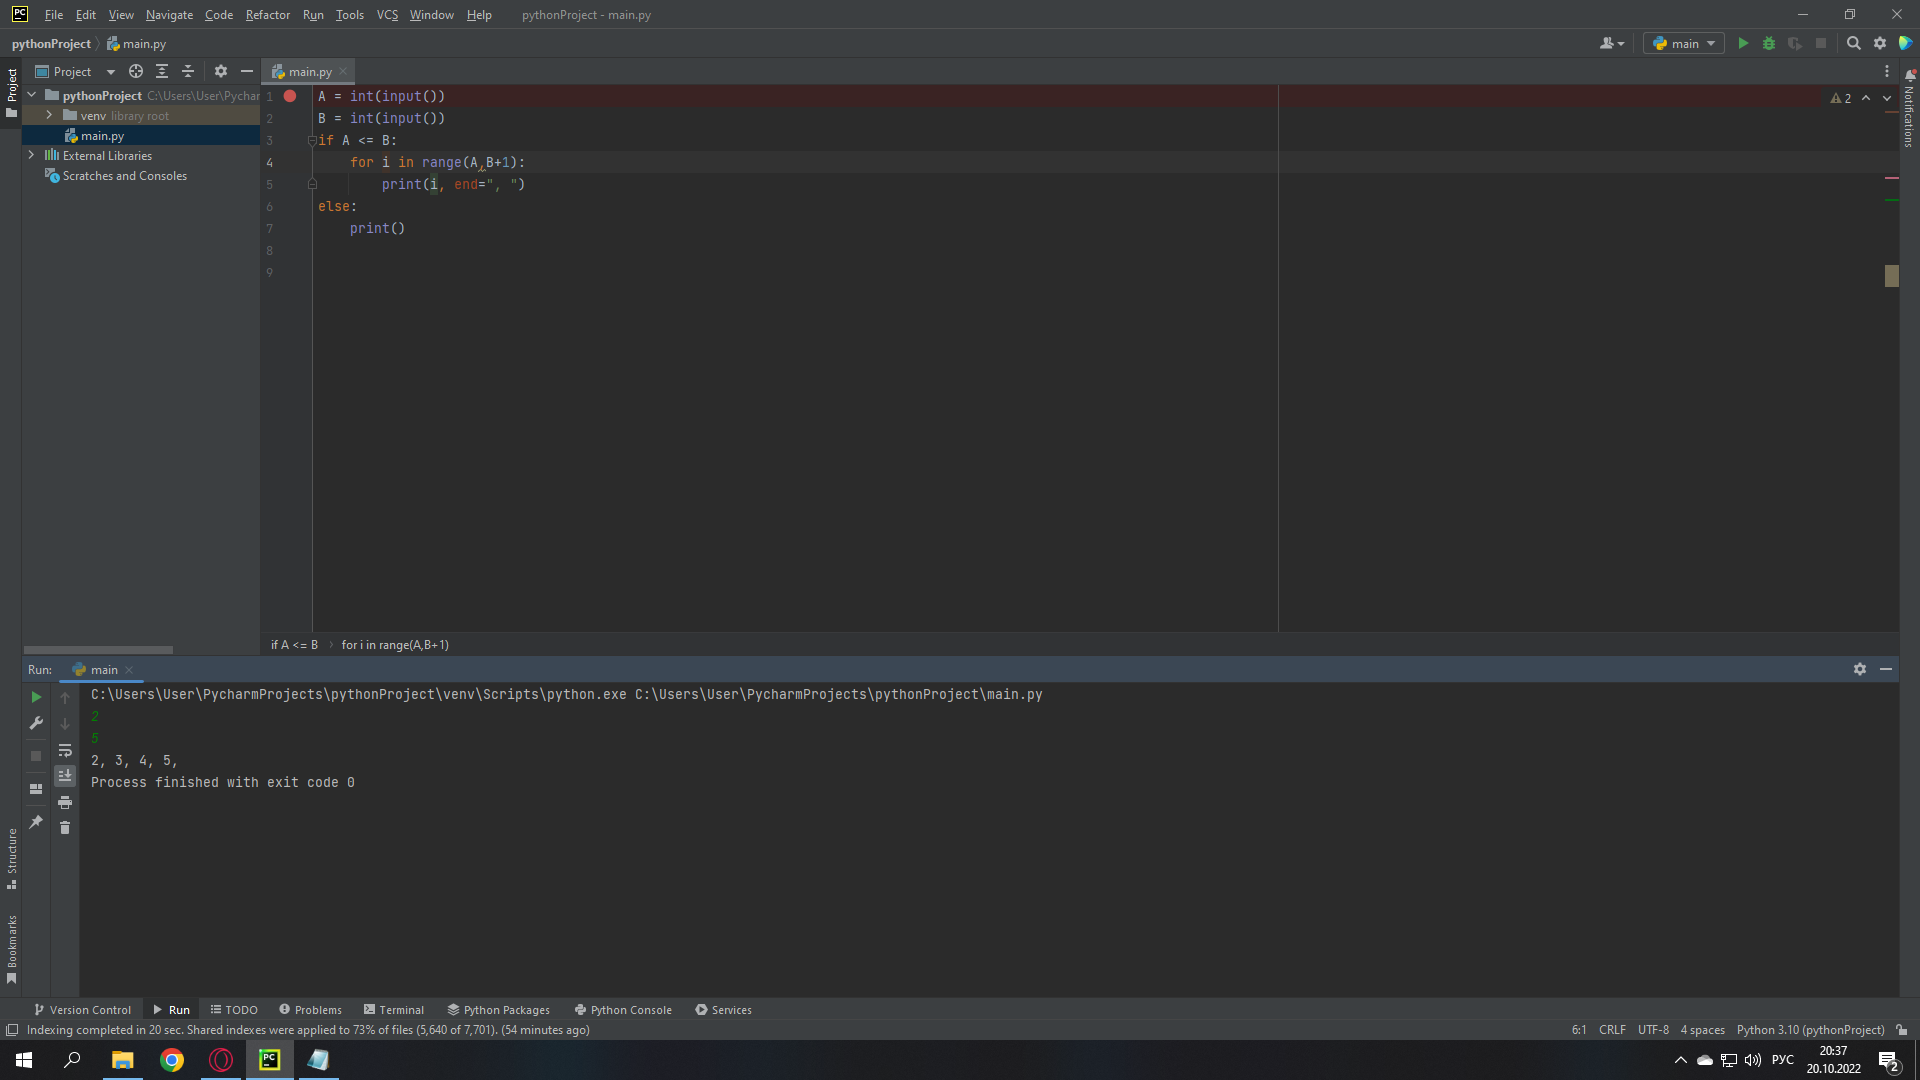 PC File Edit View Navigate Code Refactor Run Tools VCS Window Help pythonProject - main.py
pythonProject main.py main
Project main.py
Project
pythonProject C:\Users\User\Pychar
venv library root
main.py
External Libraries
Scratches and Consoles
1 A = int(input())
2 B = int(input())
3 if A <= B:
4     for i in range(A,B+1):
5         print(i, end=", ")
6 else:
7     print()
8
9
2
Notifications
if A <= B for i in range(A,B+1)
Run: main
C:\Users\User\PycharmProjects\pythonProject\venv\Scripts\python.exe C:\Users\User\PycharmProjects\pythonProject\main.py
2
5
2, 3, 4, 5,
Process finished with exit code 0
Structure
Bookmarks
Version Control Run TODO Problems Terminal Python Packages Python Console Services
Indexing completed in 20 sec. Shared indexes were applied to 73% of files (5,640 of 7,701). (54 minutes ago) 6:1 CRLF UTF-8 4 spaces Python 3.10 (pythonProject)
PC РУС 20:37
20.10.2022 2